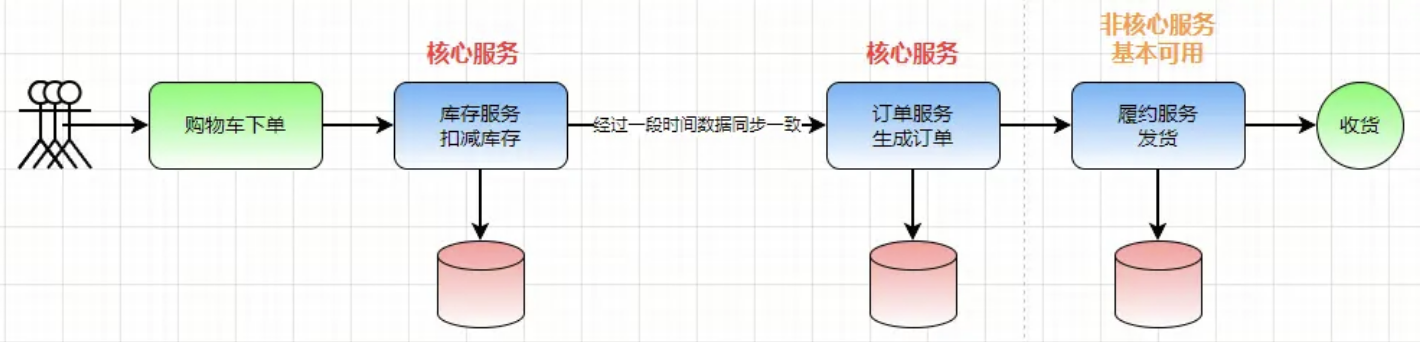 核心服务
核心服务
非核心服务
基本可用
购物车下单
库存服务
扣减库存
经过一段时间数据同步一致
订单服务
生成订单
履约服务
发货
收货